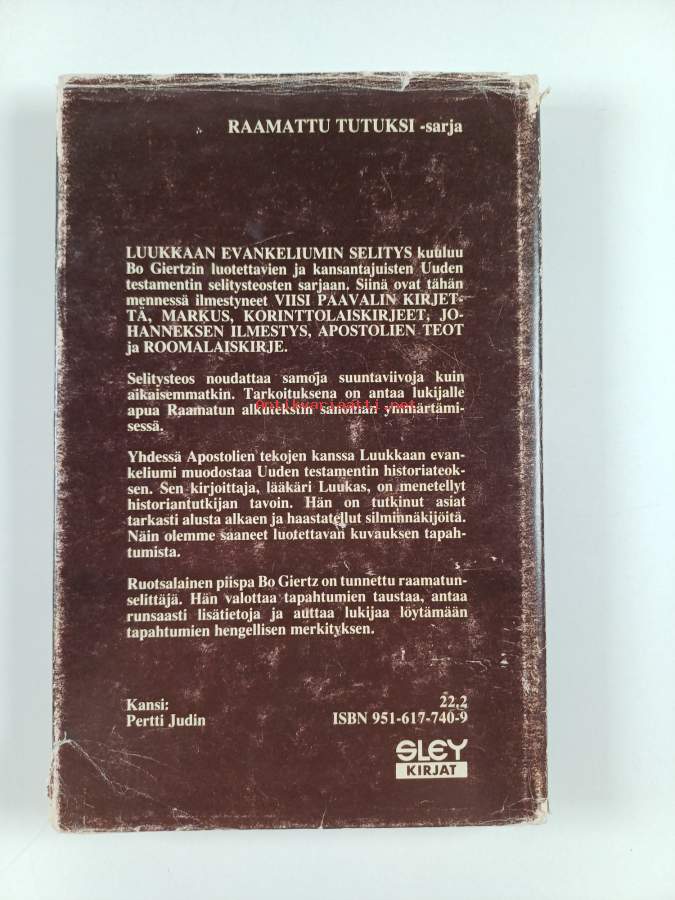 RAAMATTU TUTUKSI -sarja
LUUKKAAN EVANKELIUMIN SELITYS kuuluu
Bo Giertzin luotettavien ja kansantajuisten Uuden
testamentin selitysteosten sarjaan. Siinä ovat tähän
mennessä ilmestyneet VIISI PAAVALIN KIRJET-
TÄ, MARKUS, KORINTTOLAISKIRJEET, JO-
HANNEKSEN ILMESTYS, APOSTOLIEN TEOT
ja ROOMALAISKIRJE.
Selitysteos noudattaa samoja suuntaviivoja kuin
aikaisemmatkin. Tarkoituksena on antaa lukijalle
apua Raamatun alkutekstin sanoman ymmärtämi-
sessä.
Antikvariaatti.net
Yhdessä Apostolien tekojen kanssa Luukkaan evan-
keliumi muodostaa Uuden testamentin historiateok-
sen. Sen kirjoittaja, lääkäri Luukas, on menetellyt
historiantutkijan tavoin. Hän on tutkinut asiat
tarkasti alusta alkaen ja haastatellut silminnäkijöitä.
Näin olemme saaneet luotettavan kuvauksen tapah-
tumista.
Ruotsalainen piispa Bo Giertz on tunnettu raamatun-
selittäjä. Hän valottaa tapahtumien taustaa, antaa
runsaasti lisätietoja ja auttaa lukijaa löytämään
tapahtumien hengellisen merkityksen.
Kansi:
Pertti Judin
22.2
ISBN 951-617-740-9
SLEY
KIRJAT